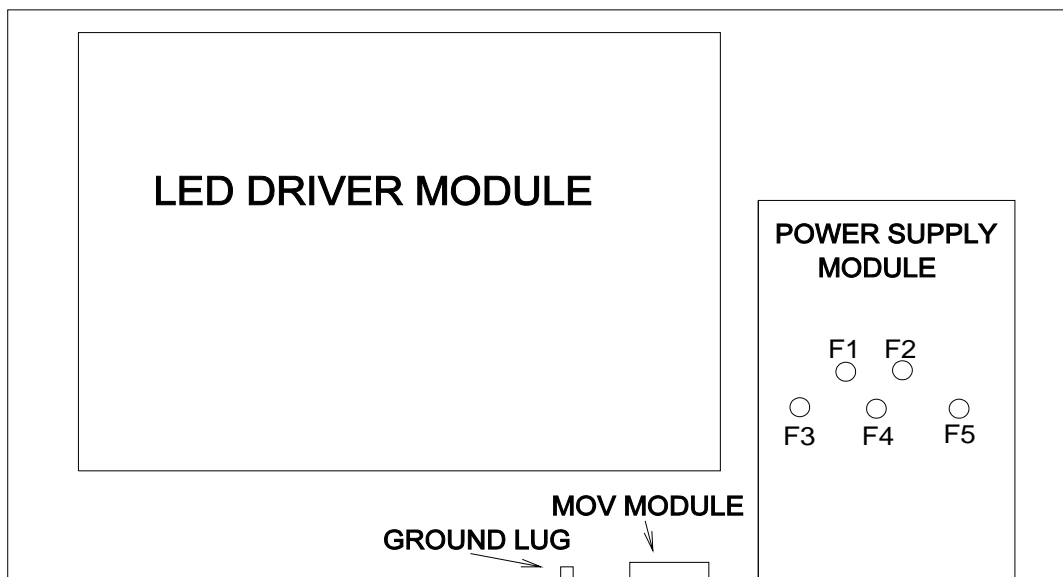 LED DRIVER MODULE
POWER SUPPLY
MODULE
F1 F2
F3 F4 F5
MOV MODULE
GROUND LUG